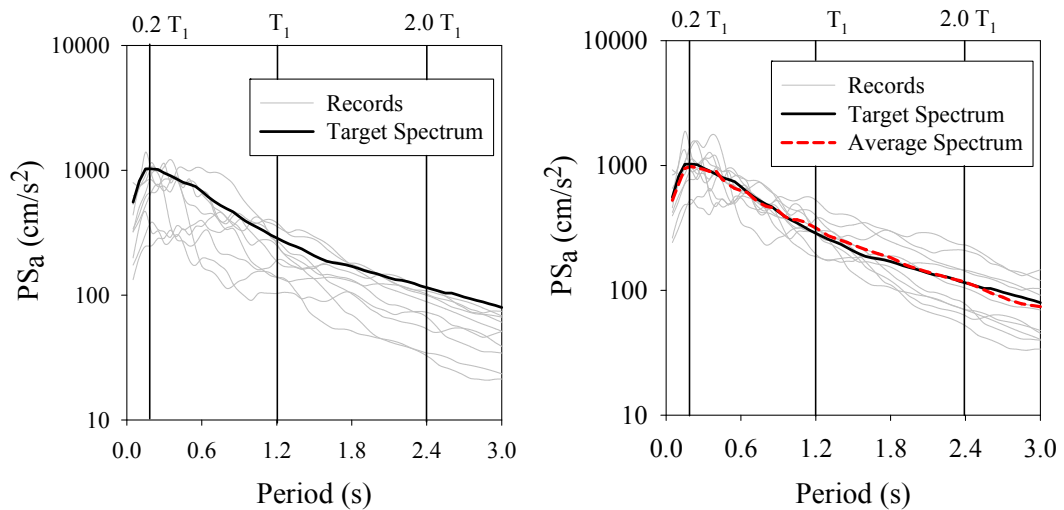 0.2 T1 T1 2.0 T1
10000
1000
100
10
PSa (cm/s2)
Records
Target Spectrum
0.0 0.6 1.2 1.8 2.4 3.0
Period (s)
0.2 T1 T1 2.0 T1
10000
1000
100
10
PSa (cm/s2)
Records
Target Spectrum
Average Spectrum
0.0 0.6 1.2 1.8 2.4 3.0
Period (s)